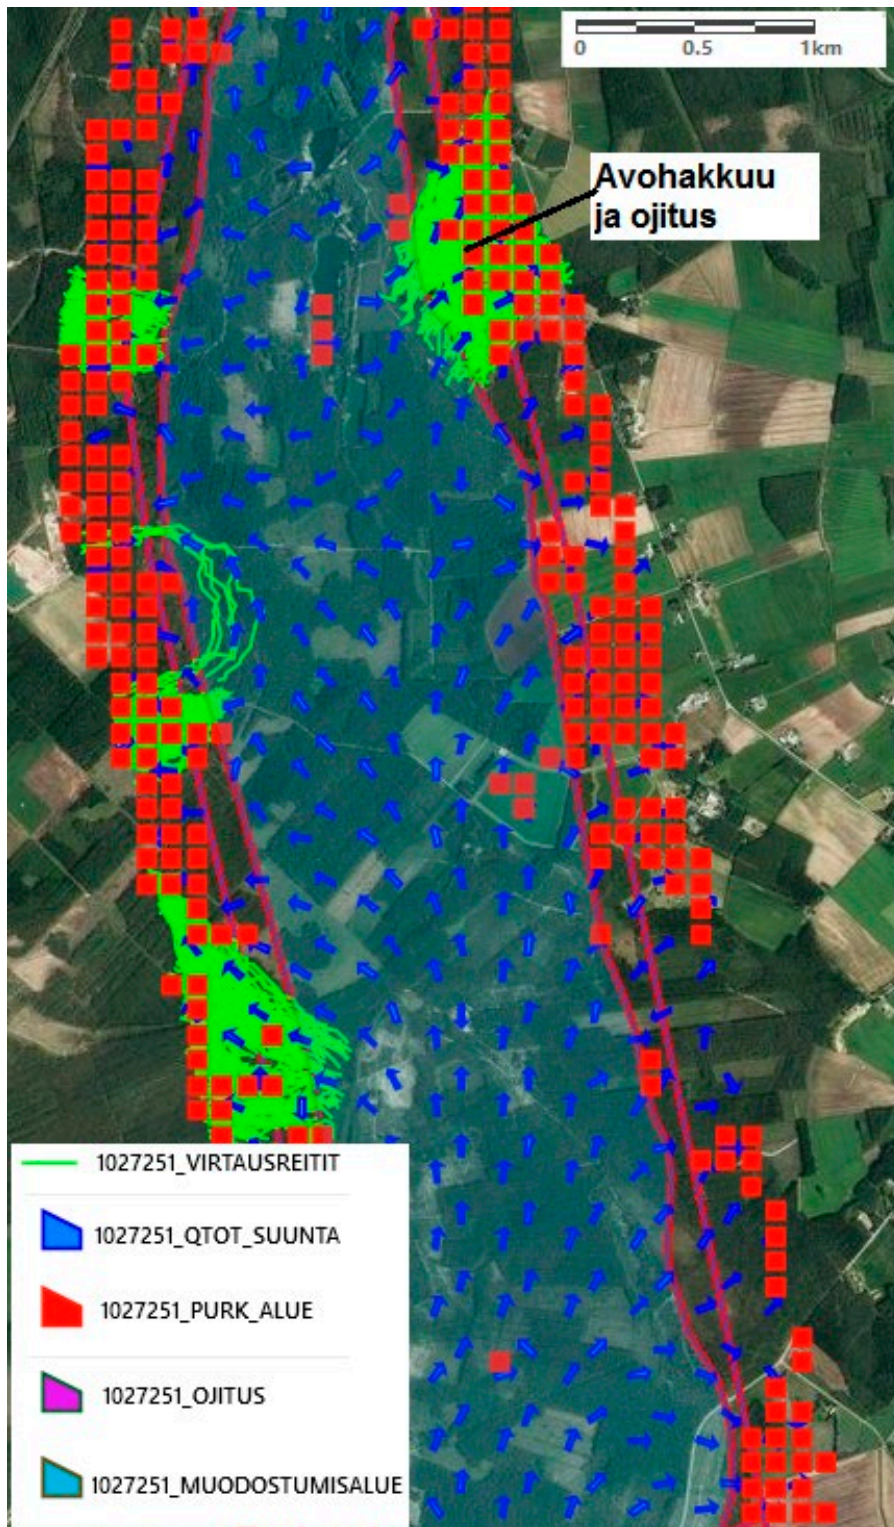 0 0.5 1km
Avohakkuu
ja ojitus
1027251_VIRTAUSREITIT
1027251_QTOT_SUUNTA
1027251_PURK_ALUE
1027251_OJITUS
1027251_MUODOSTUMISALUE